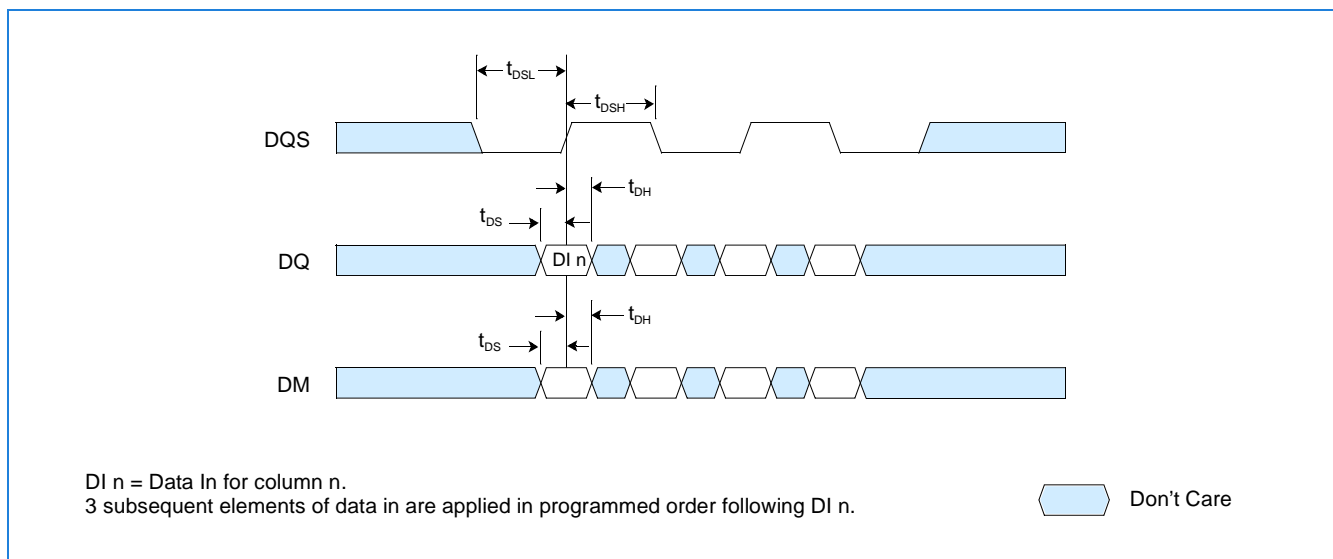 tDSL
tDSH
DQS
tDH
tDS
DQ
DI n
tDH
tDS
DM
DI n = Data In for column n.
3 subsequent elements of data in are applied in programmed order following DI n.
Don't Care